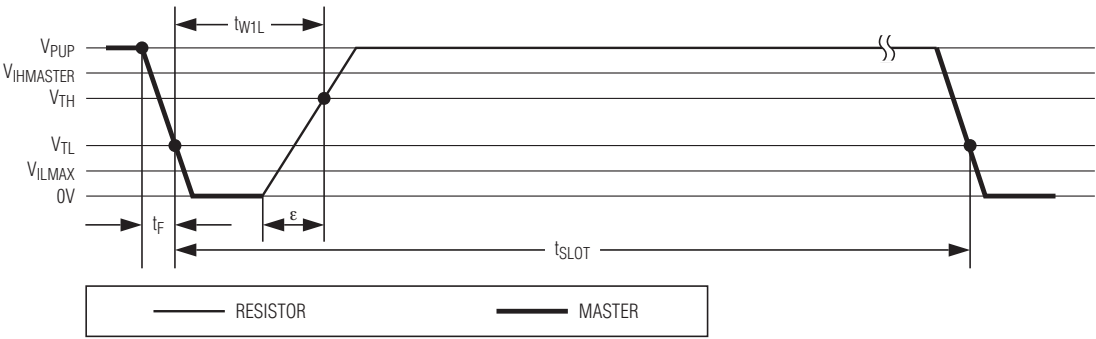 tW1L
VPUP
VIHMASTER
VTH
VTL
VILMAX
0V
tF
ε
tSLOT
RESISTOR MASTER